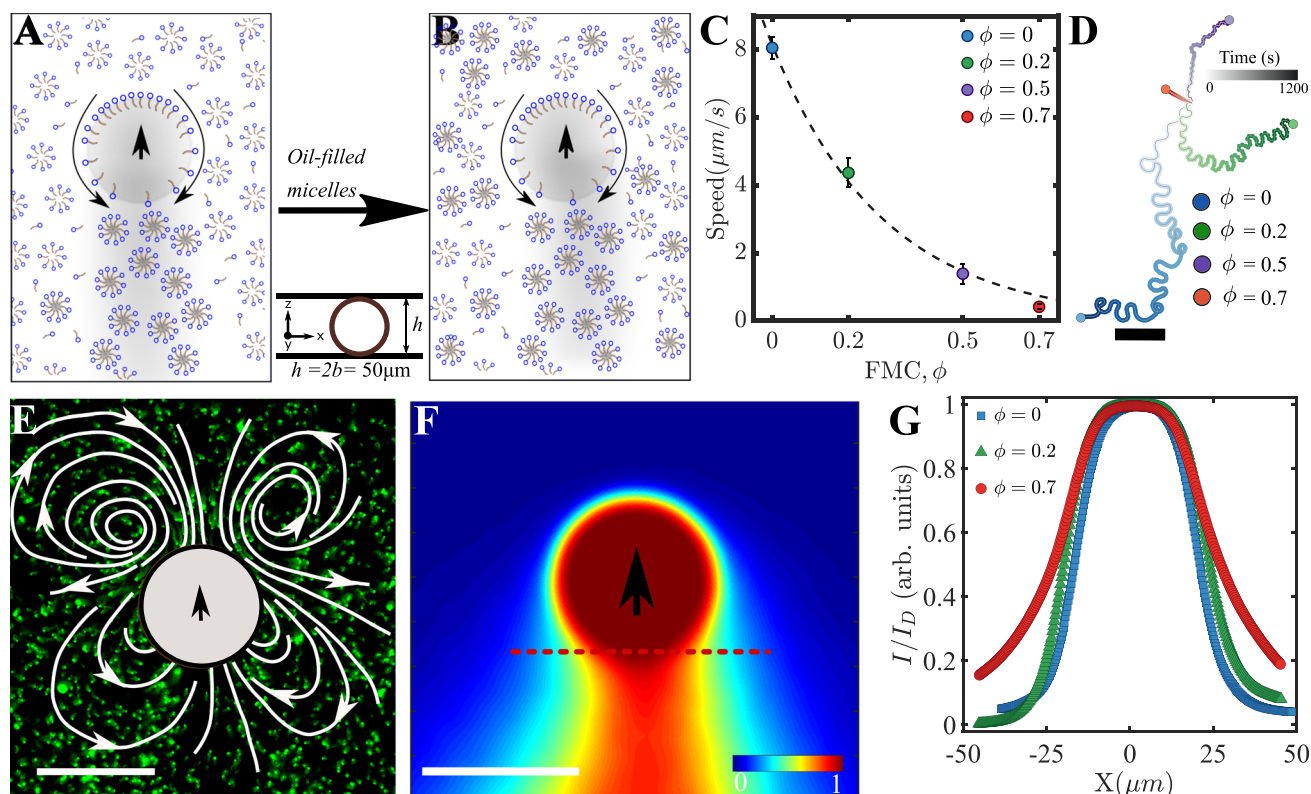 A
Oil-filled
micelles
z
y
x
h
h =2b= 50μm
B
C
Speed(μm/s)
8
6
4
2
0
0
0.2
0.5
0.7
FMC, ϕ
ϕ = 0
ϕ = 0.2
ϕ = 0.5
ϕ = 0.7
D
Time (s)
0
1200
ϕ = 0
ϕ = 0.2
ϕ = 0.5
ϕ = 0.7
E
F
0
1
G
I/I_D (arb. units)
1
0.8
0.6
0.4
0.2
0
-50
-25
0
25
50
X(μm)
ϕ = 0
ϕ = 0.2
ϕ = 0.7